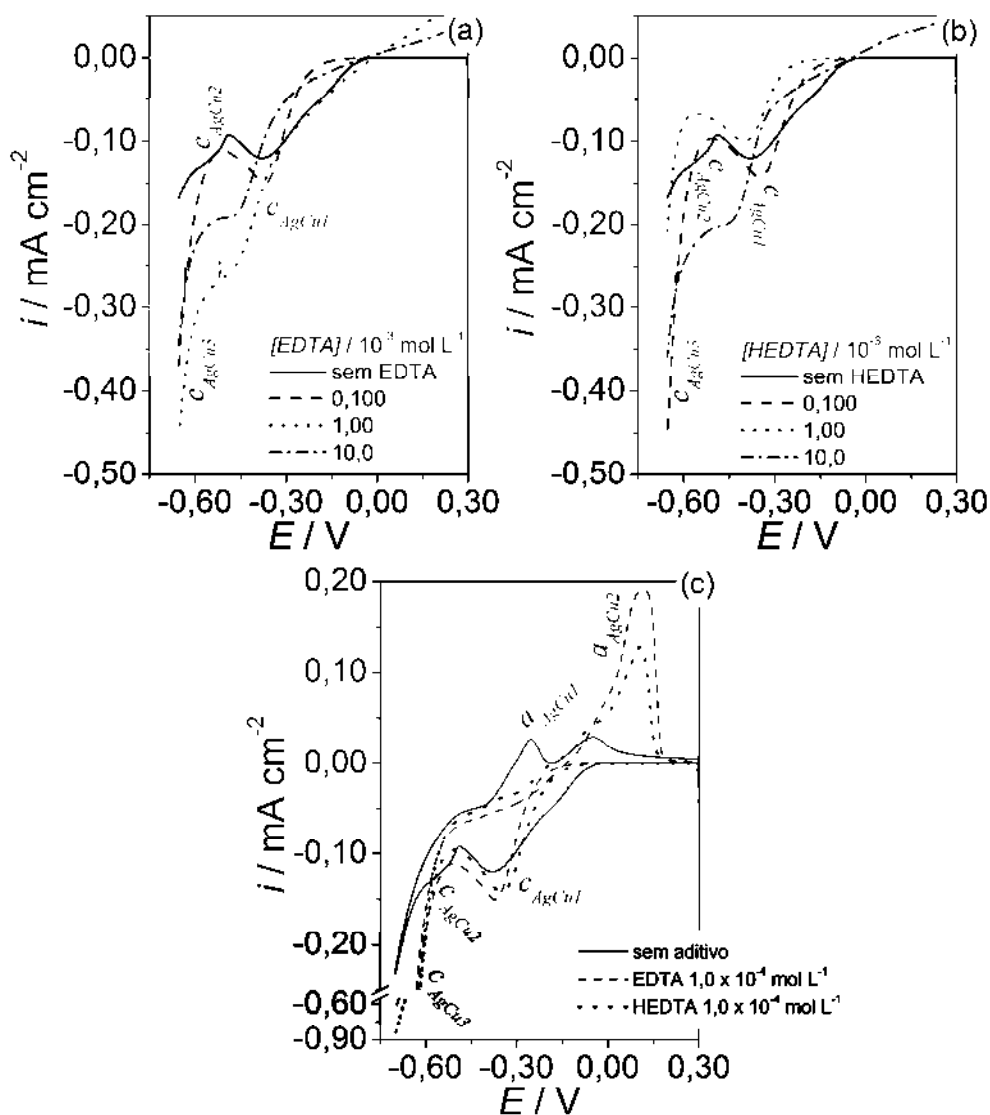 (a)
0,00
-0,10
-0,20
-0,30
-0,40
-0,50
i / mA cm⁻²
c AgCu2
c AgCu1
c AgCu3
[EDTA] / 10⁻³ mol L⁻¹
sem EDTA
0,100
1,00
10,0
-0,60 -0,30 0,00 0,30
E / V
(b)
0,00
-0,10
-0,20
-0,30
-0,40
-0,50
i / mA cm⁻²
c AgCu2
c AgCu1
c AgCu3
[HEDTA] / 10⁻³ mol L⁻¹
sem HEDTA
0,100
1,00
10,0
-0,60 -0,30 0,00 0,30
E / V
(c)
0,20
0,10
0,00
-0,10
-0,20
-0,60
-0,90
i / mA cm⁻²
a AgCu2
a AgCu1
c AgCu1
c AgCu2
c AgCu3
sem aditivo
EDTA 1,0 x 10⁻⁴ mol L⁻¹
HEDTA 1,0 x 10⁻⁴ mol L⁻¹
-0,60 -0,30 0,00 0,30
E / V